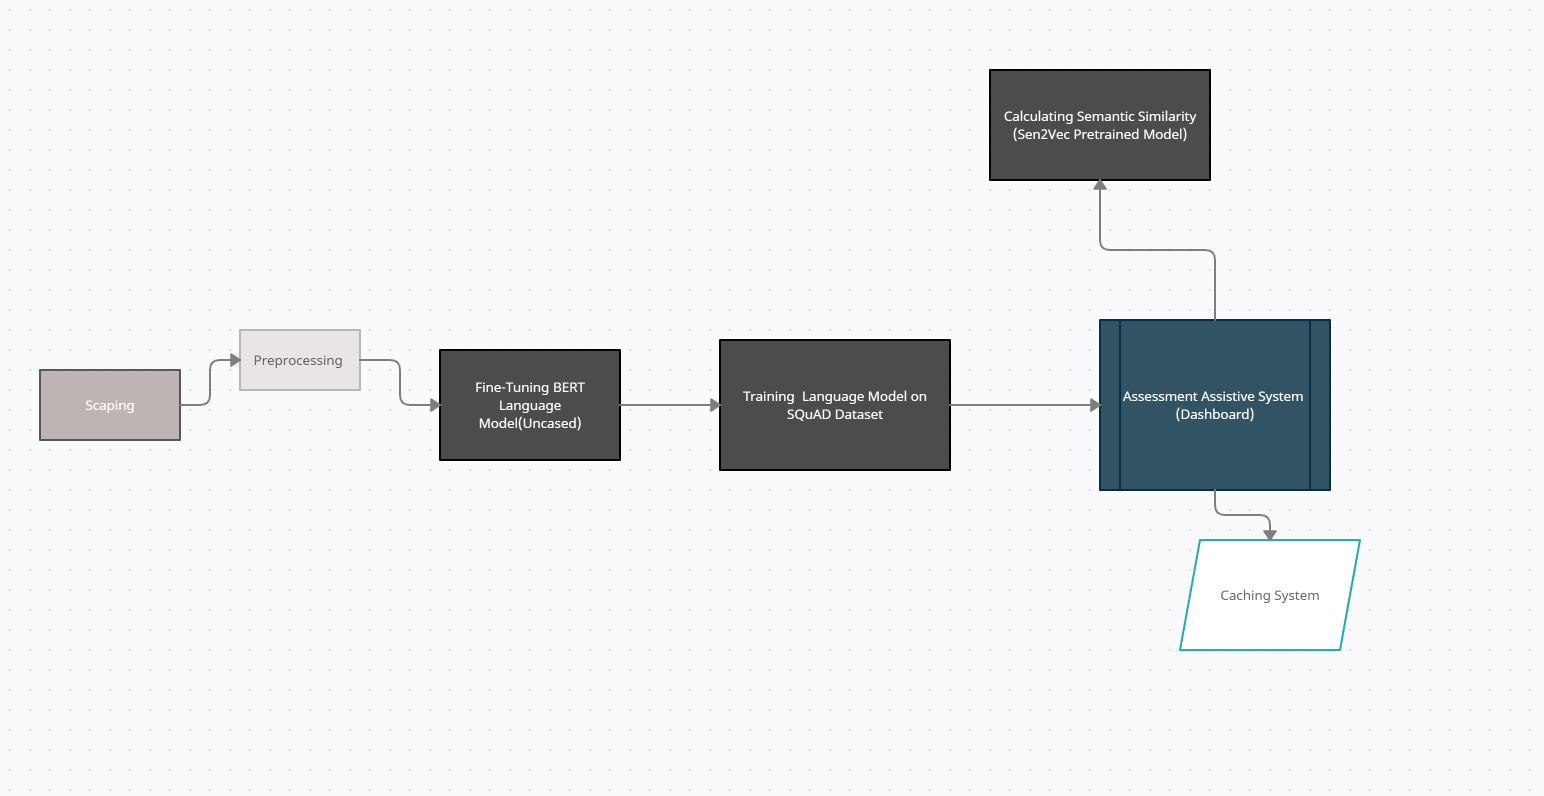 Calculating Semantic Similarity
(Sen2Vec Pretrained Model)
Scaping
Preprocessing
Fine-Tuning BERT
Language
Model(Uncased)
Training  Language Model on
SQuAD Dataset
Assessment Assistive System
(Dashboard)
Caching System